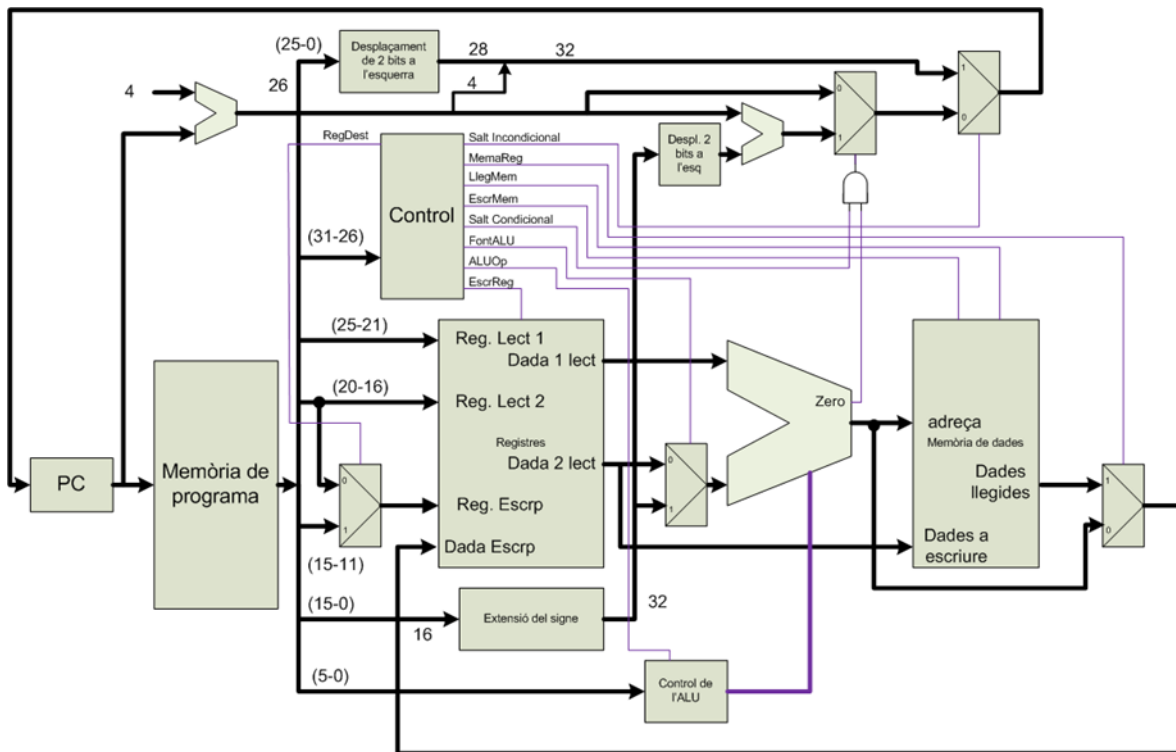 (25-0)
Desplaçament
de 2 bits a
l'esquerra
28
32
26
4
4
1
0
0
1
Despl. 2
bits a
l'esq
RegDest
Control
Salt Incondicional
MemaReg
LlegMem
EscrMem
Salt Condicional
FontALU
ALUOp
EscrReg
(31-26)
(25-21)
Reg. Lect 1
Dada 1 lect
(20-16)
Reg. Lect 2
Registres
Dada 2 lect
Reg. Escrp
Dada Escrp
PC
Memòria de
programa
0
1
(15-11)
0
1
Zero
adreça
Memòria de dades
Dades
llegides
Dades a
escriure
1
0
(15-0)
16
Extensió del signe
32
(5-0)
Control de
l'ALU